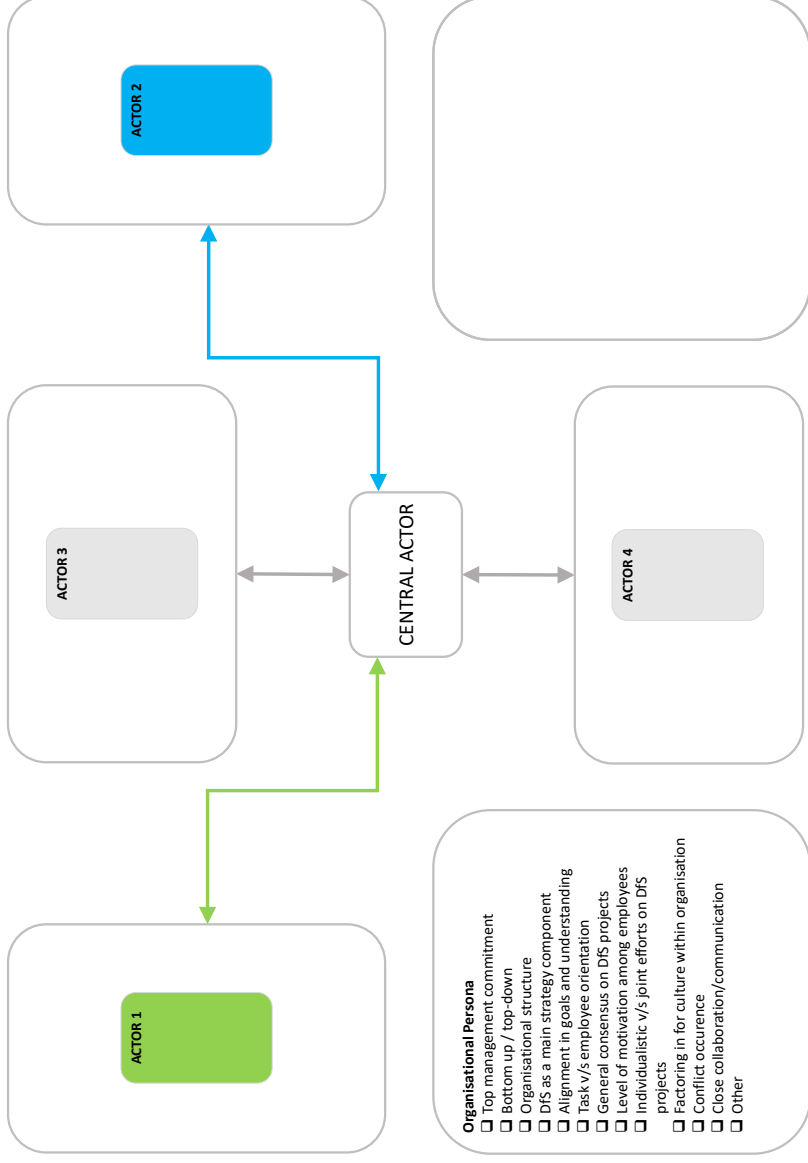 ACTOR 1
ACTOR 3
ACTOR 2
CENTRAL ACTOR
ACTOR 4
Organisational Persona
❑ Top management commitment
❑ Bottom up / top-down
❑ Organisational structure
❑ DfS as a main strategy component
❑ Alignment in goals and understanding
❑ Task v/s employee orientation
❑ General consensus on DfS projects
❑ Level of motivation among employees
❑ Individualistic v/s joint efforts on DfS
projects
❑ Factoring in for culture within organisation
❑ Conflict occurence
❑ Close collaboration/communication
❑ Other